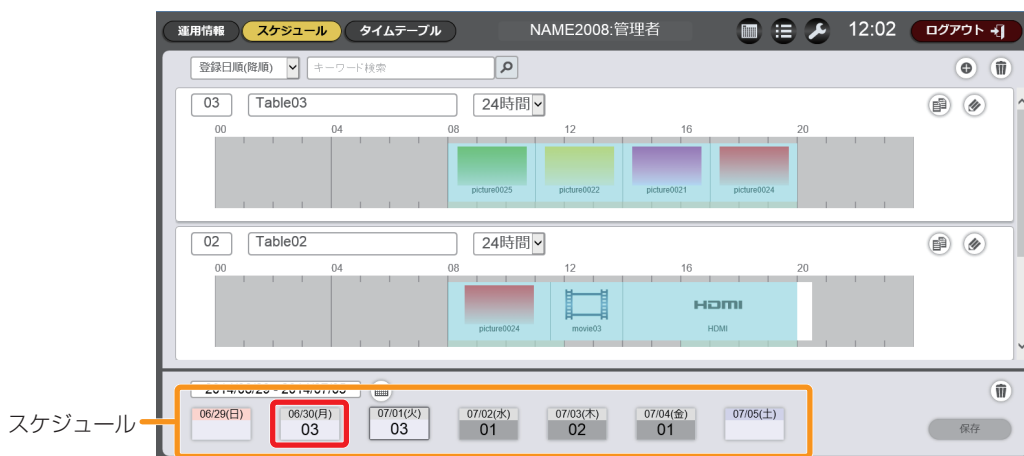 運用情報 スケジュール タイムテーブル NAME2008:管理者 12:02 ログアウト
登録日順(降順) キーワード検索
03 Table03 24時間
00 04 08 12 16 20
picture0025 picture0022 picture0021 picture0024
02 Table02 24時間
00 04 08 12 16 20
HDMI
picture0024 movie03 HDMI
06/29(日) 06/30(月) 07/01(火) 07/02(水) 07/03(木) 07/04(金) 07/05(土)
スケジュール 03 03 01 02 01 保存